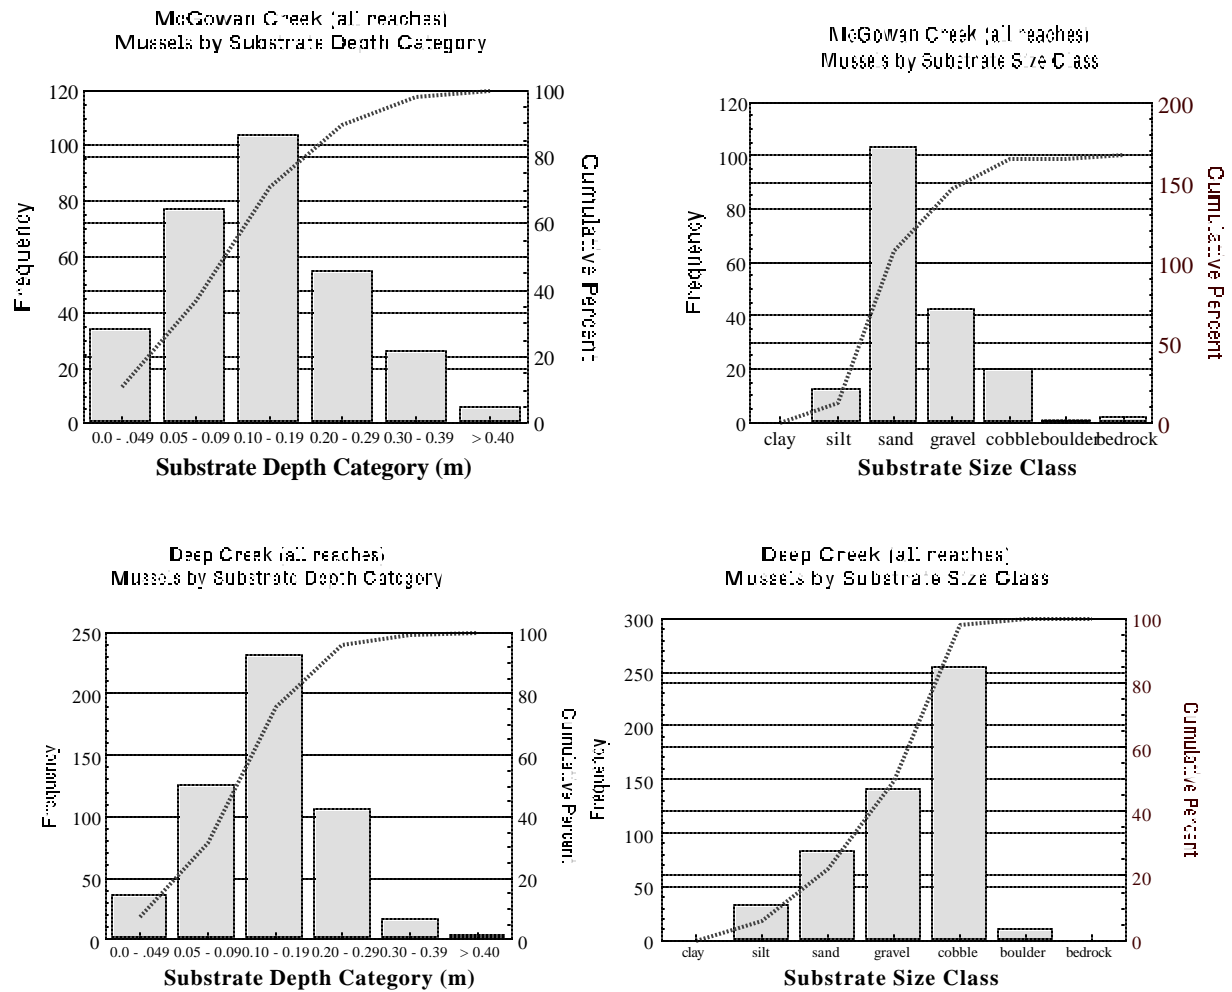 McGowan Creek (all reaches)
Mussels by Substrate Depth Category
120
100
80
60
40
20
0
100
80
60
40
20
0
Frequency
Cumulative Percent
0.0 - .049 0.05 - 0.09 0.10 - 0.19 0.20 - 0.29 0.30 - 0.39 > 0.40
Substrate Depth Category (m)
McGowan Creek (all reaches)
Mussels by Substrate Size Class
120
100
80
60
40
20
0
200
150
100
50
0
Frequency
Cumulative Percent
clay silt sand gravel cobble boulder bedrock
Substrate Size Class
Deep Creek (all reaches)
Mussels by Substrate Depth Category
250
200
150
100
50
0
100
80
60
40
20
0
Frequency
Cumulative Percent
0.0 - .049 0.05 - 0.09 0.10 - 0.19 0.20 - 0.29 0.30 - 0.39 > 0.40
Substrate Depth Category (m)
Deep Creek (all reaches)
Mussels by Substrate Size Class
300
250
200
150
100
50
0
100
80
60
40
20
0
Frequency
Cumulative Percent
clay silt sand gravel cobble boulder bedrock
Substrate Size Class